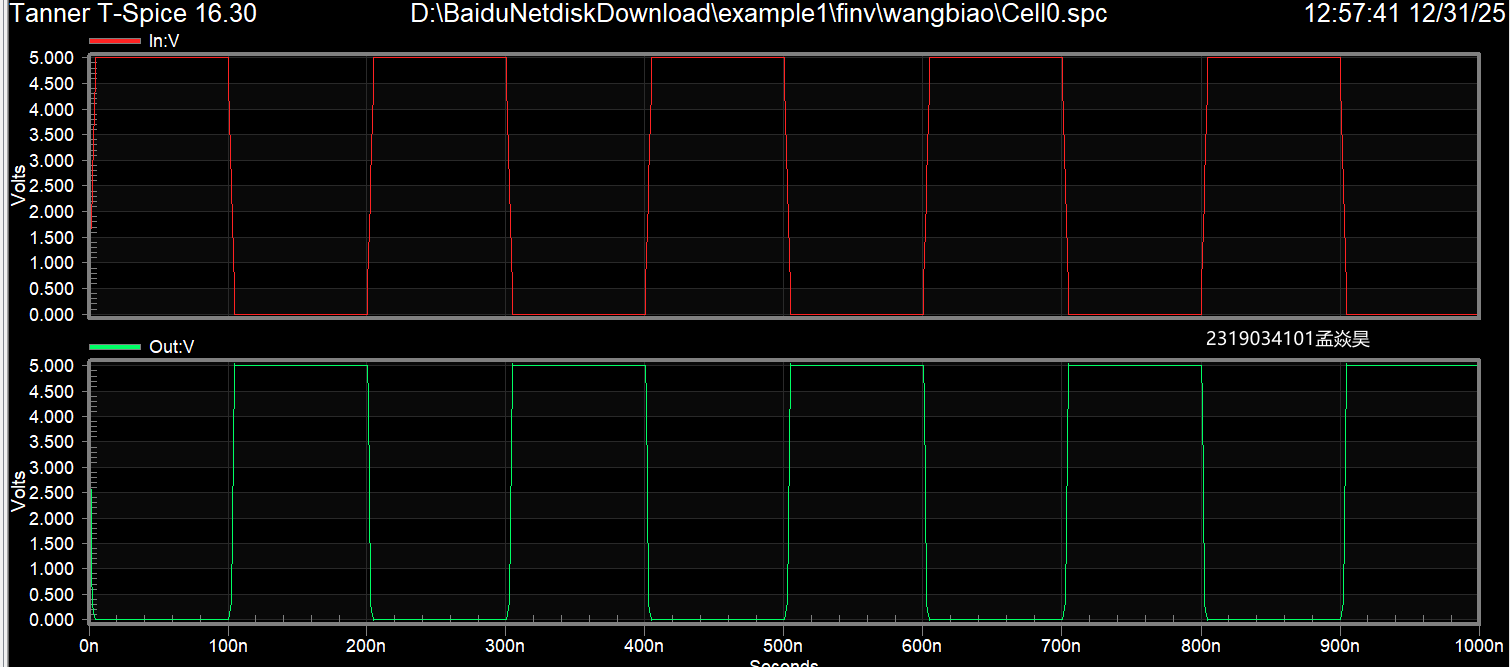 Tanner T-Spice 16.30 D:\BaiduNetdiskDownload\example1\finv\wangbiao\Cell0.spc 12:57:41 12/31/25
In:V
5.000
4.500
4.000
3.500
3.000
2.500
2.000
1.500
1.000
0.500
0.000
Volts
2319034101孟焱昊
Out:V
5.000
4.500
4.000
3.500
3.000
2.500
2.000
1.500
1.000
0.500
0.000
Volts
0n 100n 200n 300n 400n 500n 600n 700n 800n 900n 1000n
Seconds